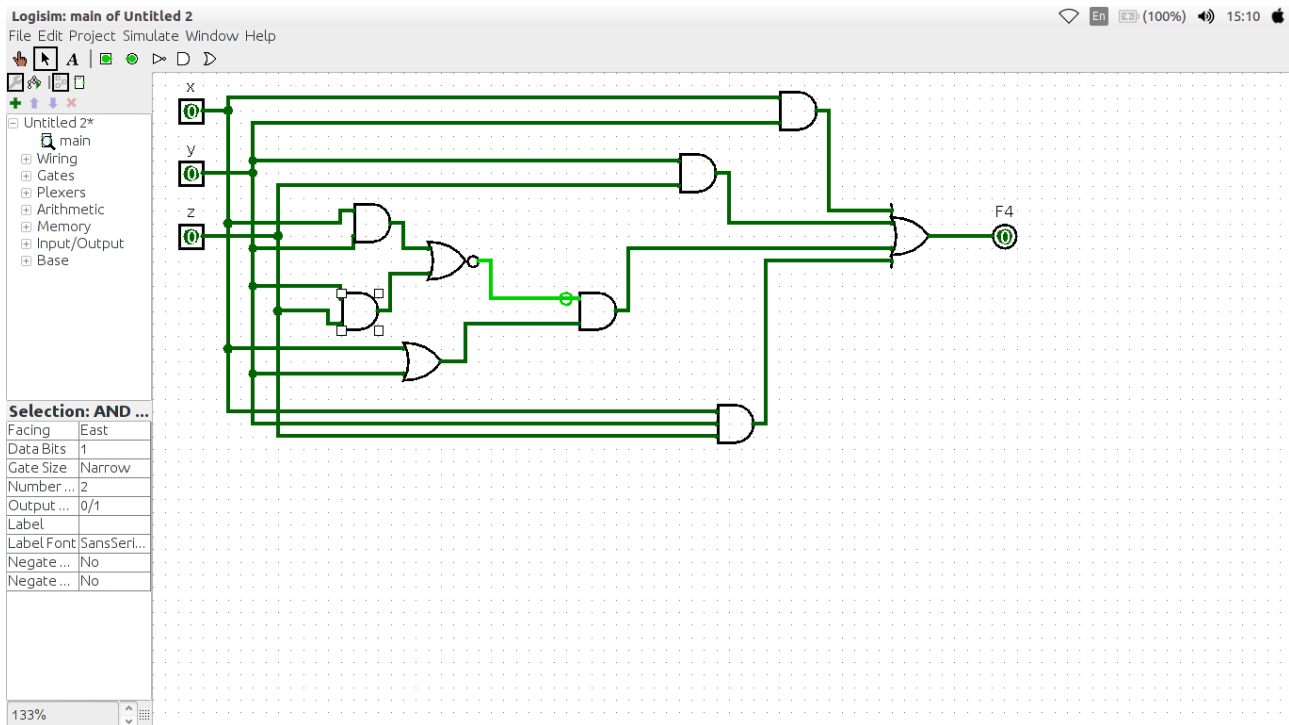 Logisim: main of Untitled 2
En (100%) 15:10
File Edit Project Simulate Window Help
A
Untitled 2*
main
Wiring
Gates
Plexers
Arithmetic
Memory
Input/Output
Base
Selection: AND ...
Facing East
Data Bits 1
Gate Size Narrow
Number ... 2
Output ... 0/1
Label
Label Font SansSeri...
Negate ... No
Negate ... No
133%
x
0
y
0
z
0
F4
0